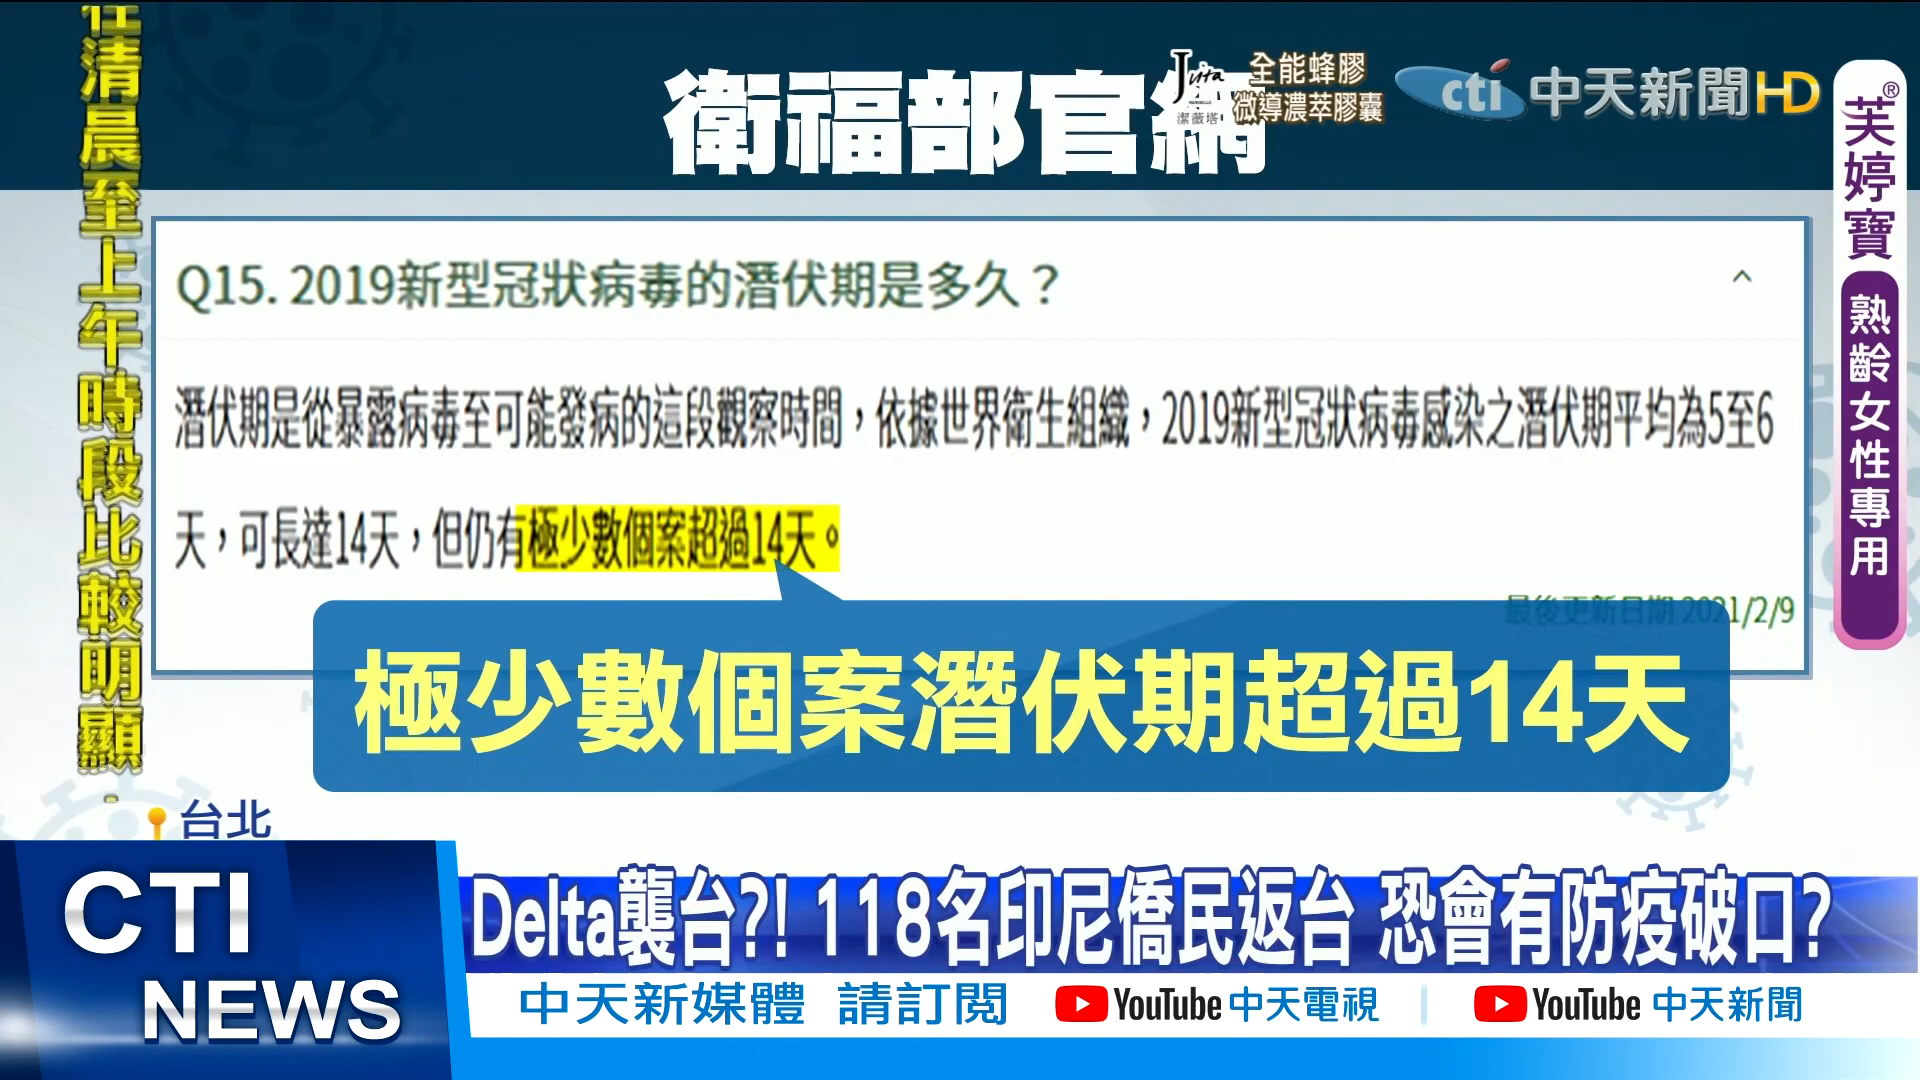 衛福部官網
Juta
潔薇塔
全能蜂膠
微導濃萃膠囊
cti 中天新聞HD
芙婷寶®
熟齡女性專用
清晨至上午時段比較明顯
Q15. 2019新型冠狀病毒的潛伏期是多久？
潛伏期是從暴露病毒至可能發病的這段觀察時間，依據世界衛生組織，2019新型冠狀病毒感染之潛伏期平均為5至6
天，可長達14天，但仍有極少數個案超過14天。
最後更新日期 2021/2/9
極少數個案潛伏期超過14天
台北
CTI
NEWS
Delta襲台?! 118名印尼僑民返台 恐會有防疫破口?
中天新媒體 請訂閱 YouTube 中天電視 | YouTube 中天新聞